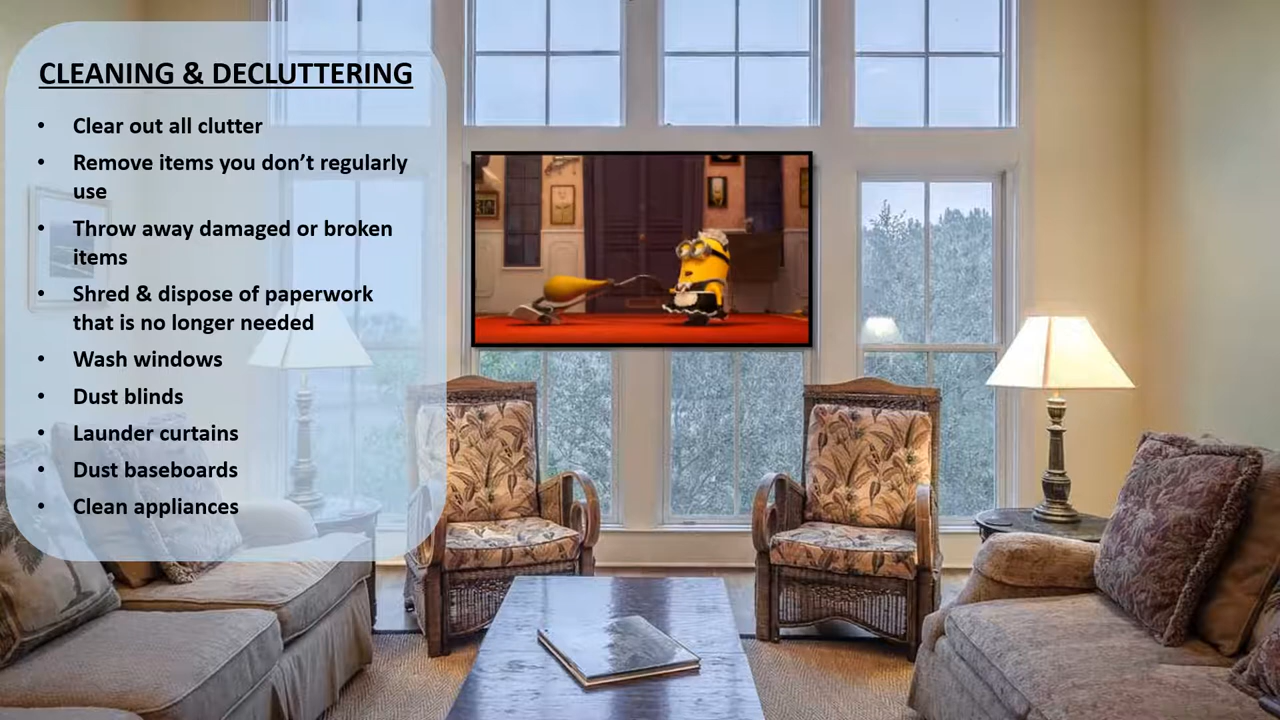 CLEANING & DECLUTTERING
• Clear out all clutter
• Remove items you don’t regularly
use
• Throw away damaged or broken
items
• Shred & dispose of paperwork
that is no longer needed
• Wash windows
• Dust blinds
• Launder curtains
• Dust baseboards
• Clean appliances